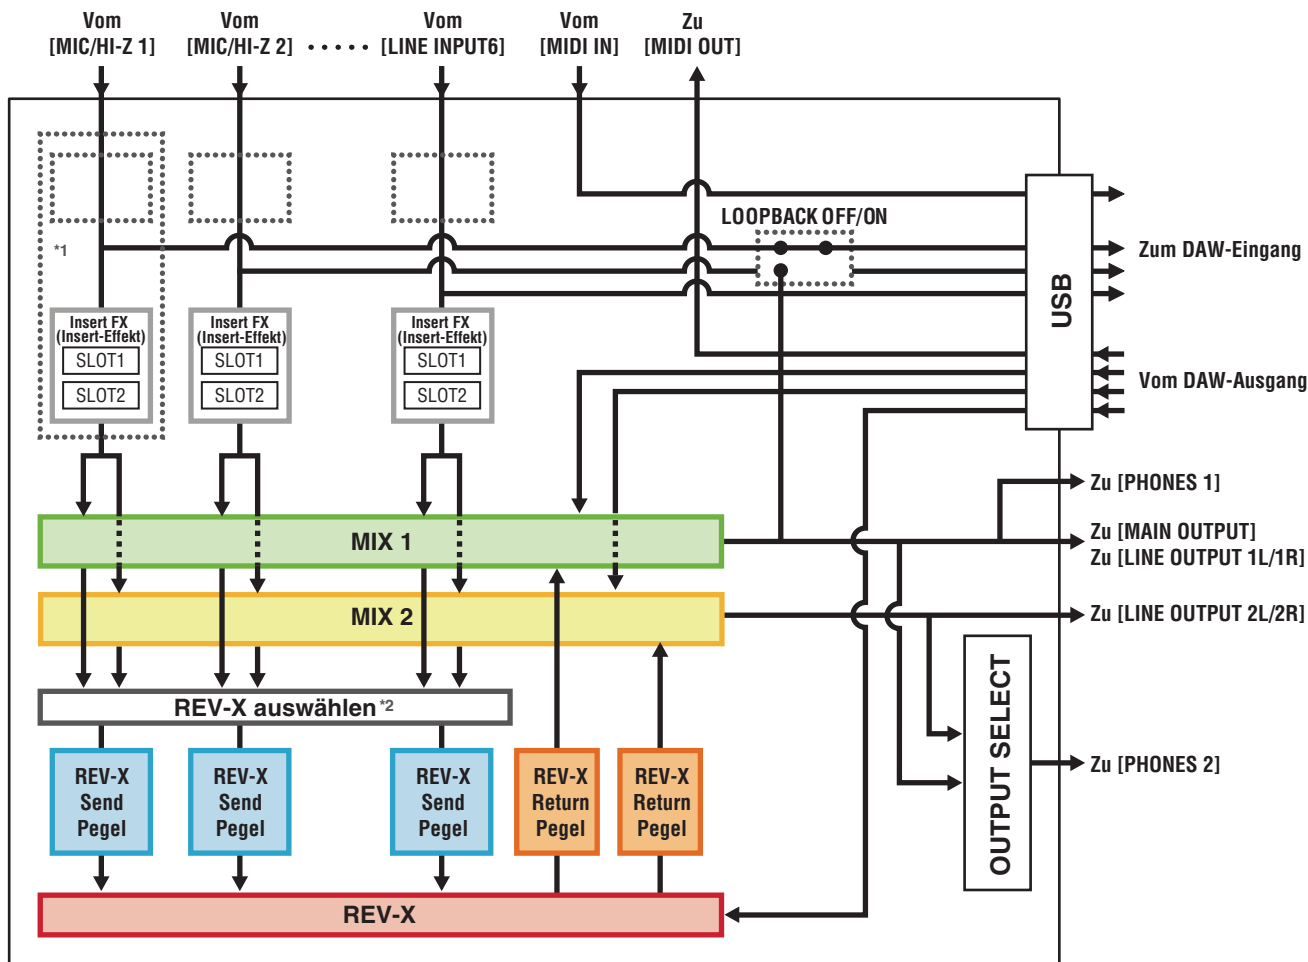 Vom
[MIC/HI-Z 1]
Vom
[MIC/HI-Z 2]
Vom
[LINE INPUT6]
Vom
[MIDI IN]
Zu
[MIDI OUT]
*1
LOOPBACK OFF/ON
USB
Zum DAW-Eingang
Vom DAW-Ausgang
Insert FX
(Insert-Effekt)
SLOT1
SLOT2
Insert FX
(Insert-Effekt)
SLOT1
SLOT2
Insert FX
(Insert-Effekt)
SLOT1
SLOT2
Zu [PHONES 1]
MIX 1
Zu [MAIN OUTPUT]
Zu [LINE OUTPUT 1L/1R]
MIX 2
Zu [LINE OUTPUT 2L/2R]
REV-X auswählen*2
OUTPUT SELECT
Zu [PHONES 2]
REV-X
Send
Pegel
REV-X
Send
Pegel
REV-X
Send
Pegel
REV-X
Return
Pegel
REV-X
Return
Pegel
REV-X